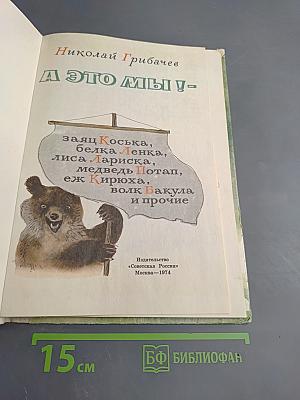 Николай Грибачев
А ЭТО МЫ!-
заяц Коська,
белка Ленка,
лиса Лариска,
медведь Потап,
еж Кирюха,
волк Бакула
и прочие
Издательство
«Советская Россия»
Москва—1974
15 см
БФ БИБЛИОФАН